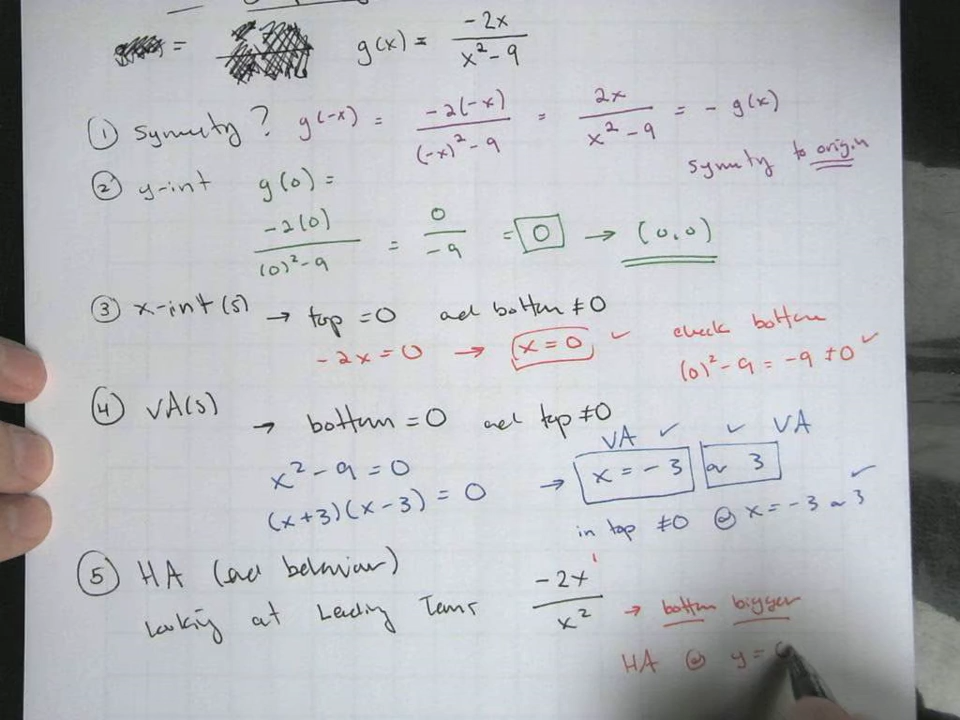 g(x) = -2x / x² - 9
① Symmetry? g(-x) = -2(-x) / (-x)² - 9 = 2x / x² - 9 = - g(x)
symmetry to origin
② y-int g(0) =
-2(0) / (0)² - 9 = 0 / -9 = 0 → (0,0)
③ x-int(s) → top = 0 and bottom ≠ 0
-2x = 0 → x = 0 ✓ check bottom
(0)² - 9 = -9 ≠ 0 ✓
④ VA(s) → bottom = 0 and top ≠ 0
VA ✓ ✓ VA
x² - 9 = 0 → x = -3 or 3
(x+3)(x-3) = 0
in top ≠ 0 @ x = -3 or 3 ✓
⑤ HA (end behavior)
Looking at Leading Terms -2x¹ / x² → bottom bigger
HA @ y =